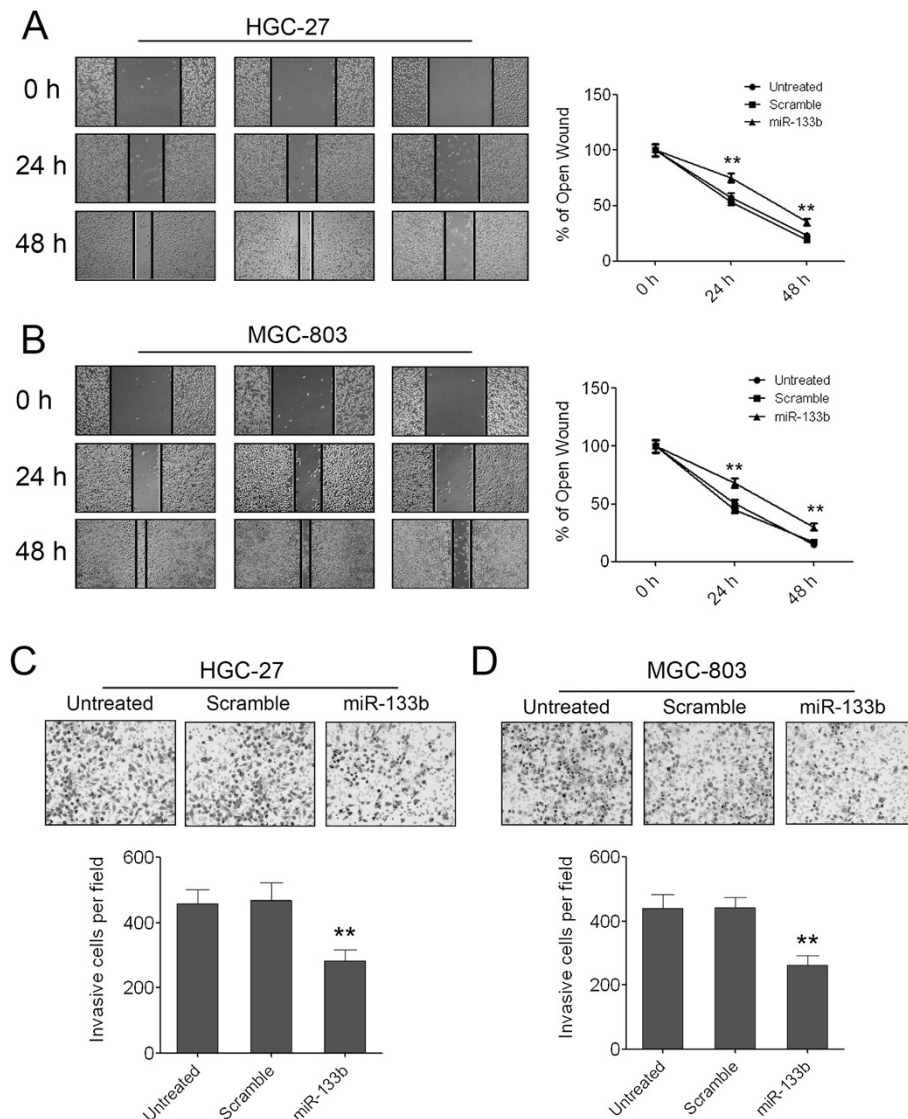 A
HGC-27
0 h
24 h
48 h
% of Open Wound
150
100
50
0
Untreated
Scramble
miR-133b
**
**
0 h
24 h
48 h
B
MGC-803
0 h
24 h
48 h
% of Open Wound
150
100
50
0
Untreated
Scramble
miR-133b
**
**
0 h
24 h
48 h
C
HGC-27
Untreated
Scramble
miR-133b
Invasive cells per field
600
400
200
0
**
Untreated
Scramble
miR-133b
D
MGC-803
Untreated
Scramble
miR-133b
Invasive cells per field
600
400
200
0
**
Untreated
Scramble
miR-133b